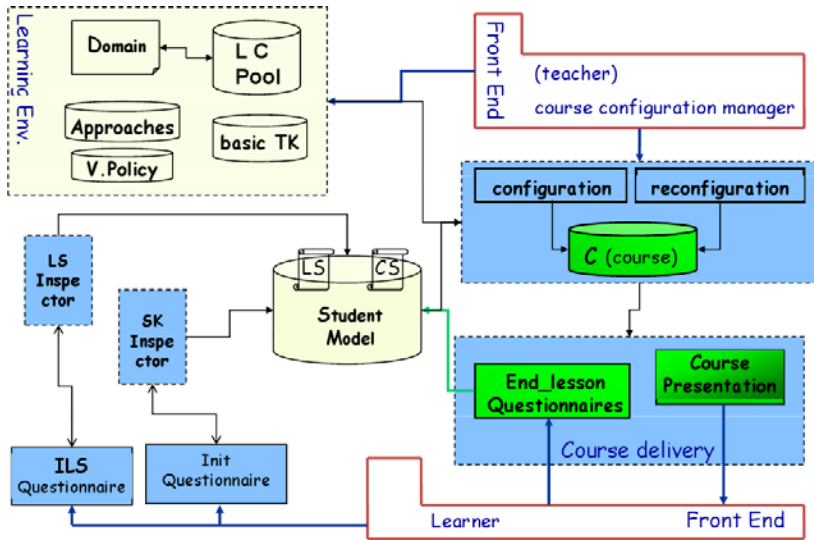 Learning Env.
Domain
L C
Pool
Approaches
V.Policy
basic TK
Front End
(teacher)
course configuration manager
configuration
reconfiguration
C (course)
LS
Inspe
ctor
SK
Inspe
ctor
LS
CS
Student
Model
End_lesson
Questionnaires
Course
Presentation
Course delivery
ILS
Questionnaire
Init
Questionnaire
Learner
Front End